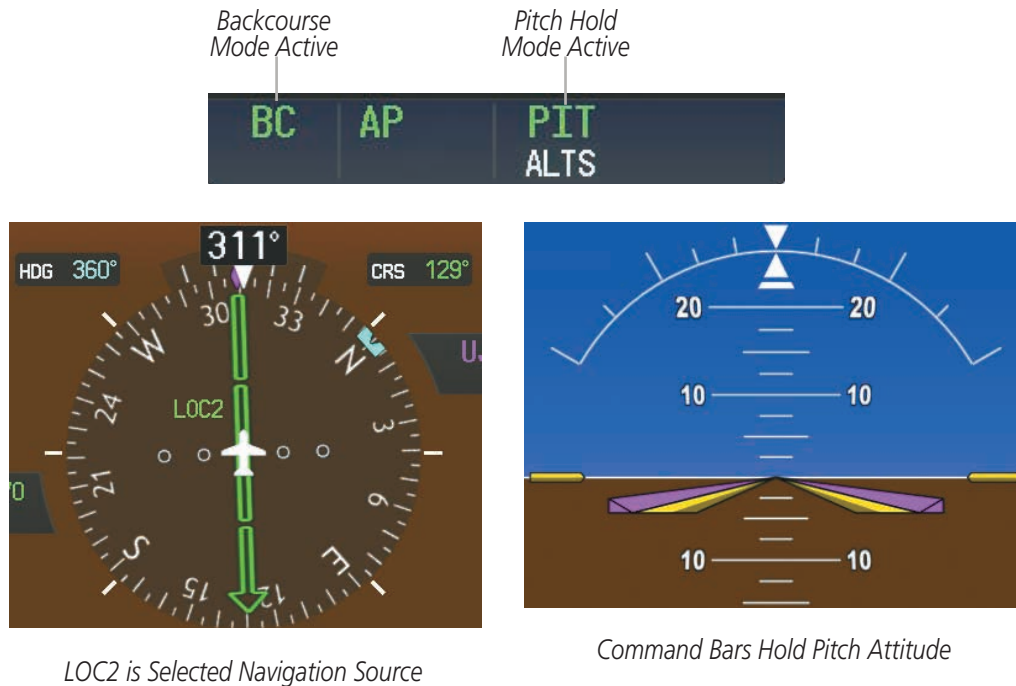 Backcourse
Mode Active
Pitch Hold
Mode Active
BC AP PIT
ALTS
311°
HDG 360°
CRS 129°
30 33
W N
24 3
LOC2
21 6
S E
15 12
20 20
10 10
10 10
LOC2 is Selected Navigation Source
Command Bars Hold Pitch Attitude